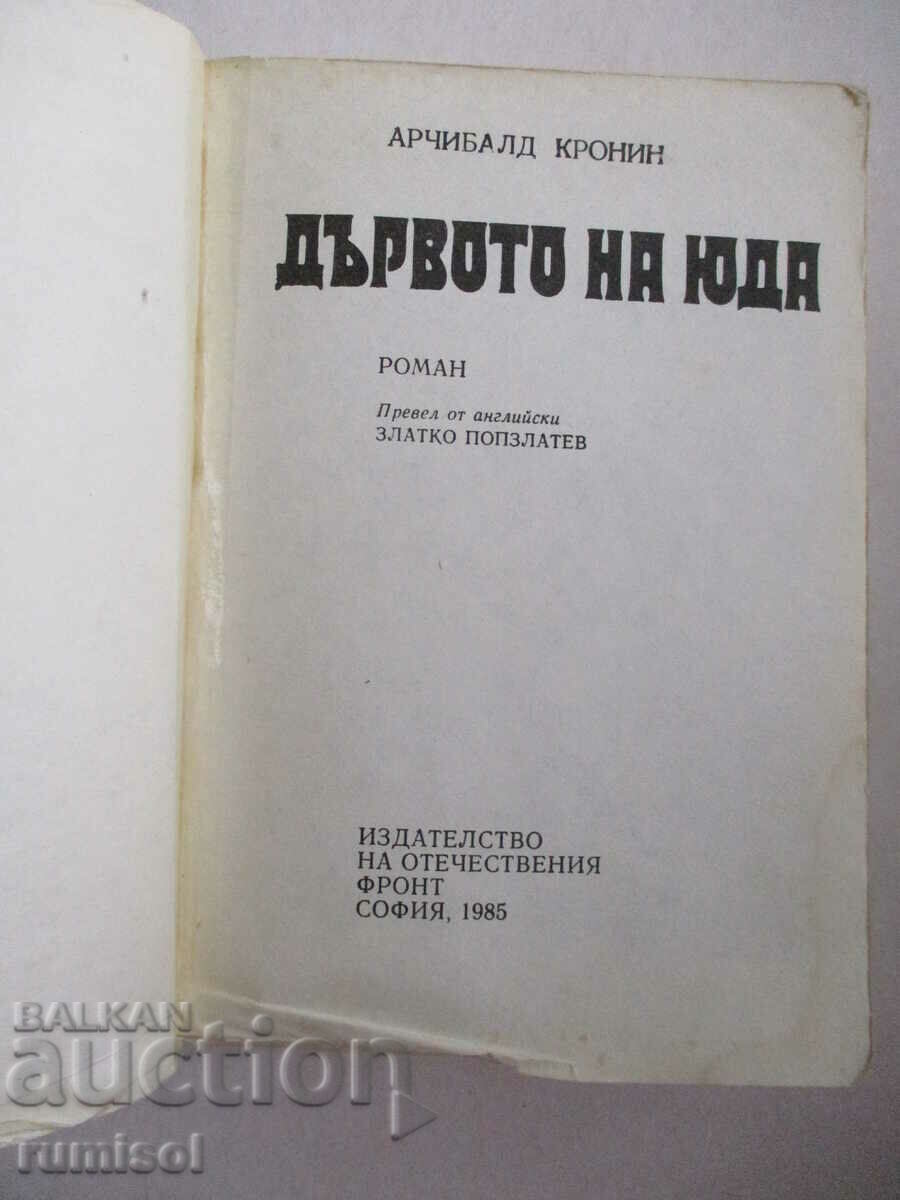 АРЧИБАЛД КРОНИН
ДЪРВОТО НА ЮДА
РОМАН
Превел от английски
ЗЛАТКО ПОПЗЛАТЕВ
ИЗДАТЕЛСТВО
НА ОТЕЧЕСТВЕНИЯ
ФРОНТ
СОФИЯ, 1985
BALKAN
auction
rumisol